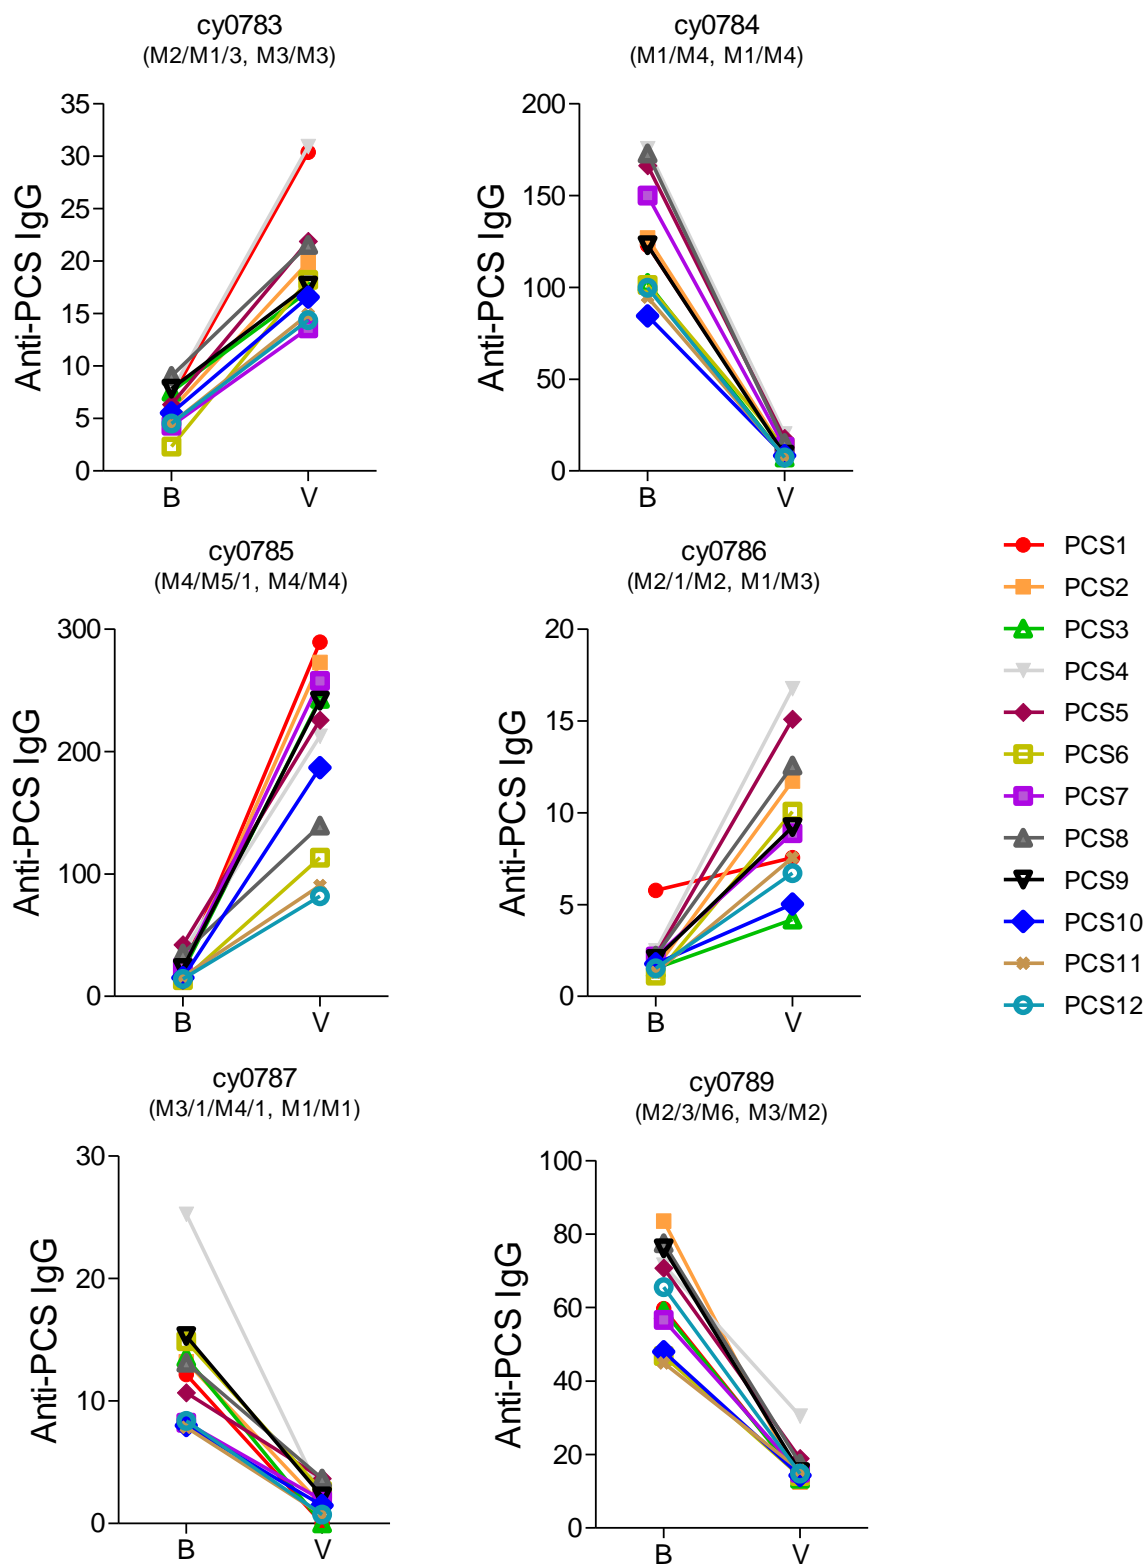 cy0783
(M2/M1/3, M3/M3)
Anti-PCS IgG
35
30
25
20
15
10
5
0
B V
cy0784
(M1/M4, M1/M4)
Anti-PCS IgG
200
150
100
50
0
B V
cy0785
(M4/M5/1, M4/M4)
Anti-PCS IgG
300
200
100
0
B V
cy0786
(M2/1/M2, M1/M3)
Anti-PCS IgG
20
15
10
5
0
B V
PCS1
PCS2
PCS3
PCS4
PCS5
PCS6
PCS7
PCS8
PCS9
PCS10
PCS11
PCS12
cy0787
(M3/1/M4/1, M1/M1)
Anti-PCS IgG
30
20
10
0
B V
cy0789
(M2/3/M6, M3/M2)
Anti-PCS IgG
100
80
60
40
20
0
B V